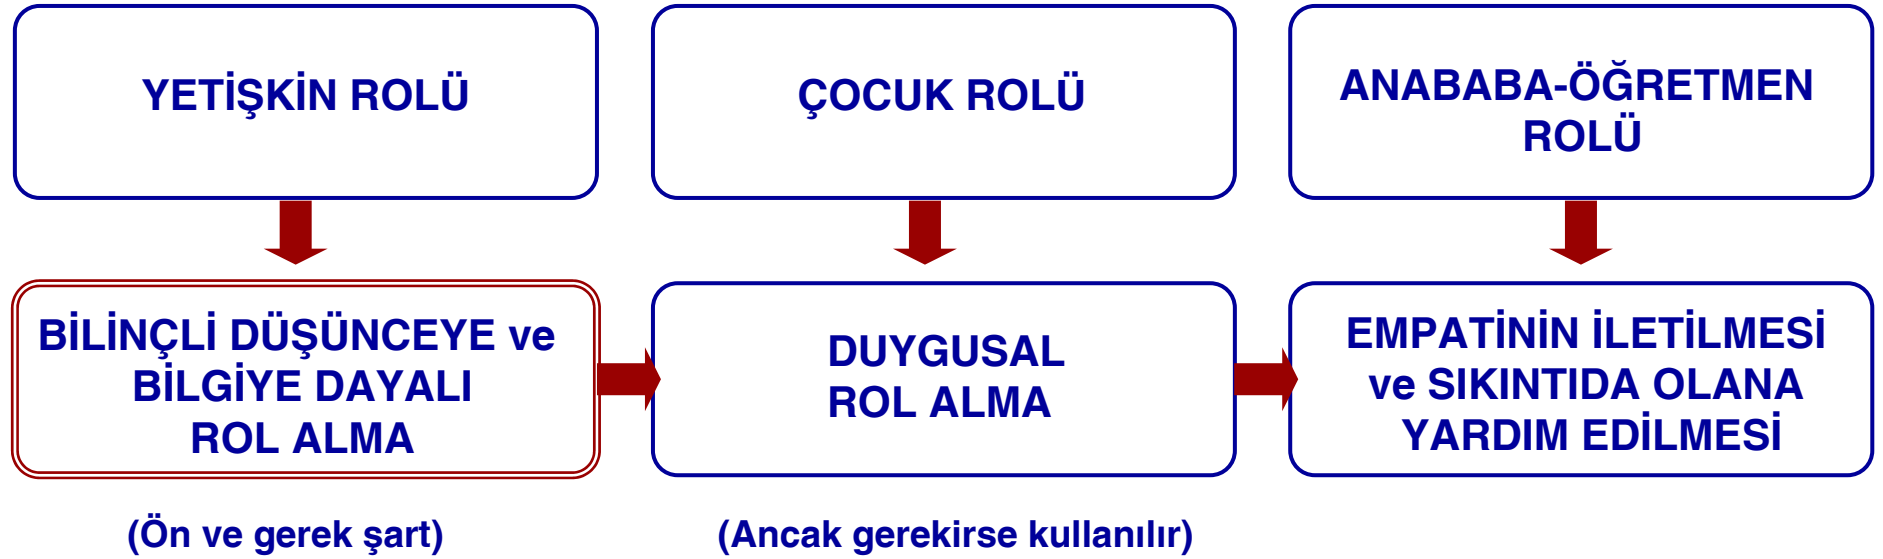 YETİŞKİN ROLÜ
ÇOCUK ROLÜ
ANABABA-ÖĞRETMEN
ROLÜ
BİLİNÇLİ DÜŞÜNCEYE ve
BİLGİYE DAYALI
ROL ALMA
DUYGUSAL
ROL ALMA
EMPATİNİN İLETİLMESİ
ve SIKINTIDA OLANA
YARDIM EDİLMESİ
(Ön ve gerek şart)
(Ancak gerekirse kullanılır)